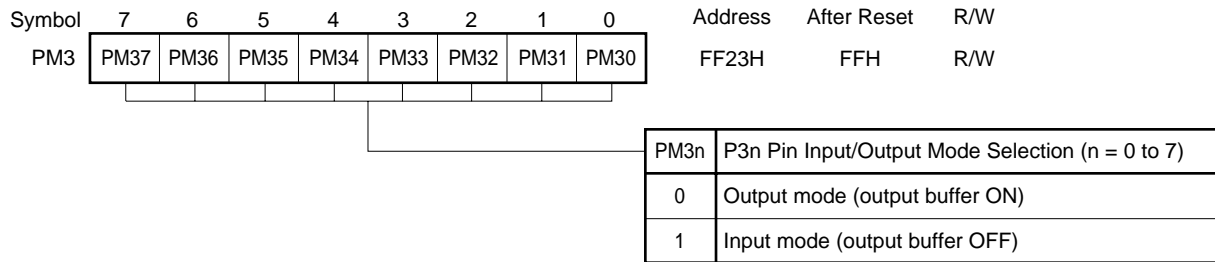 Symbol 7 6 5 4 3 2 1 0 Address After Reset R/W
PM3 PM37 PM36 PM35 PM34 PM33 PM32 PM31 PM30 FF23H FFH R/W
PM3n P3n Pin Input/Output Mode Selection (n = 0 to 7)
0 Output mode (output buffer ON)
1 Input mode (output buffer OFF)